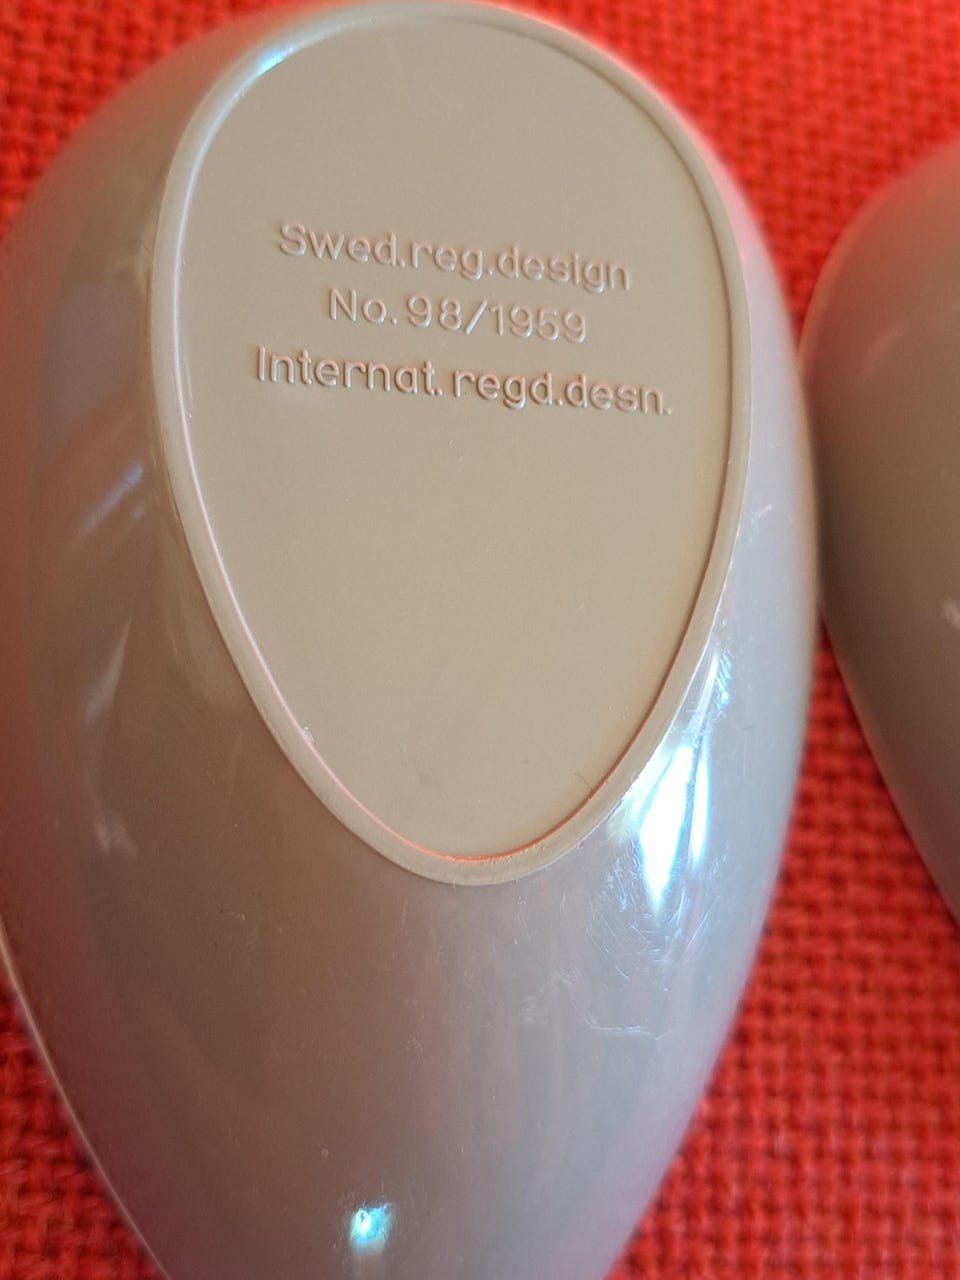 Swed.reg.design
No.98/1959
Internat. regd.desn.